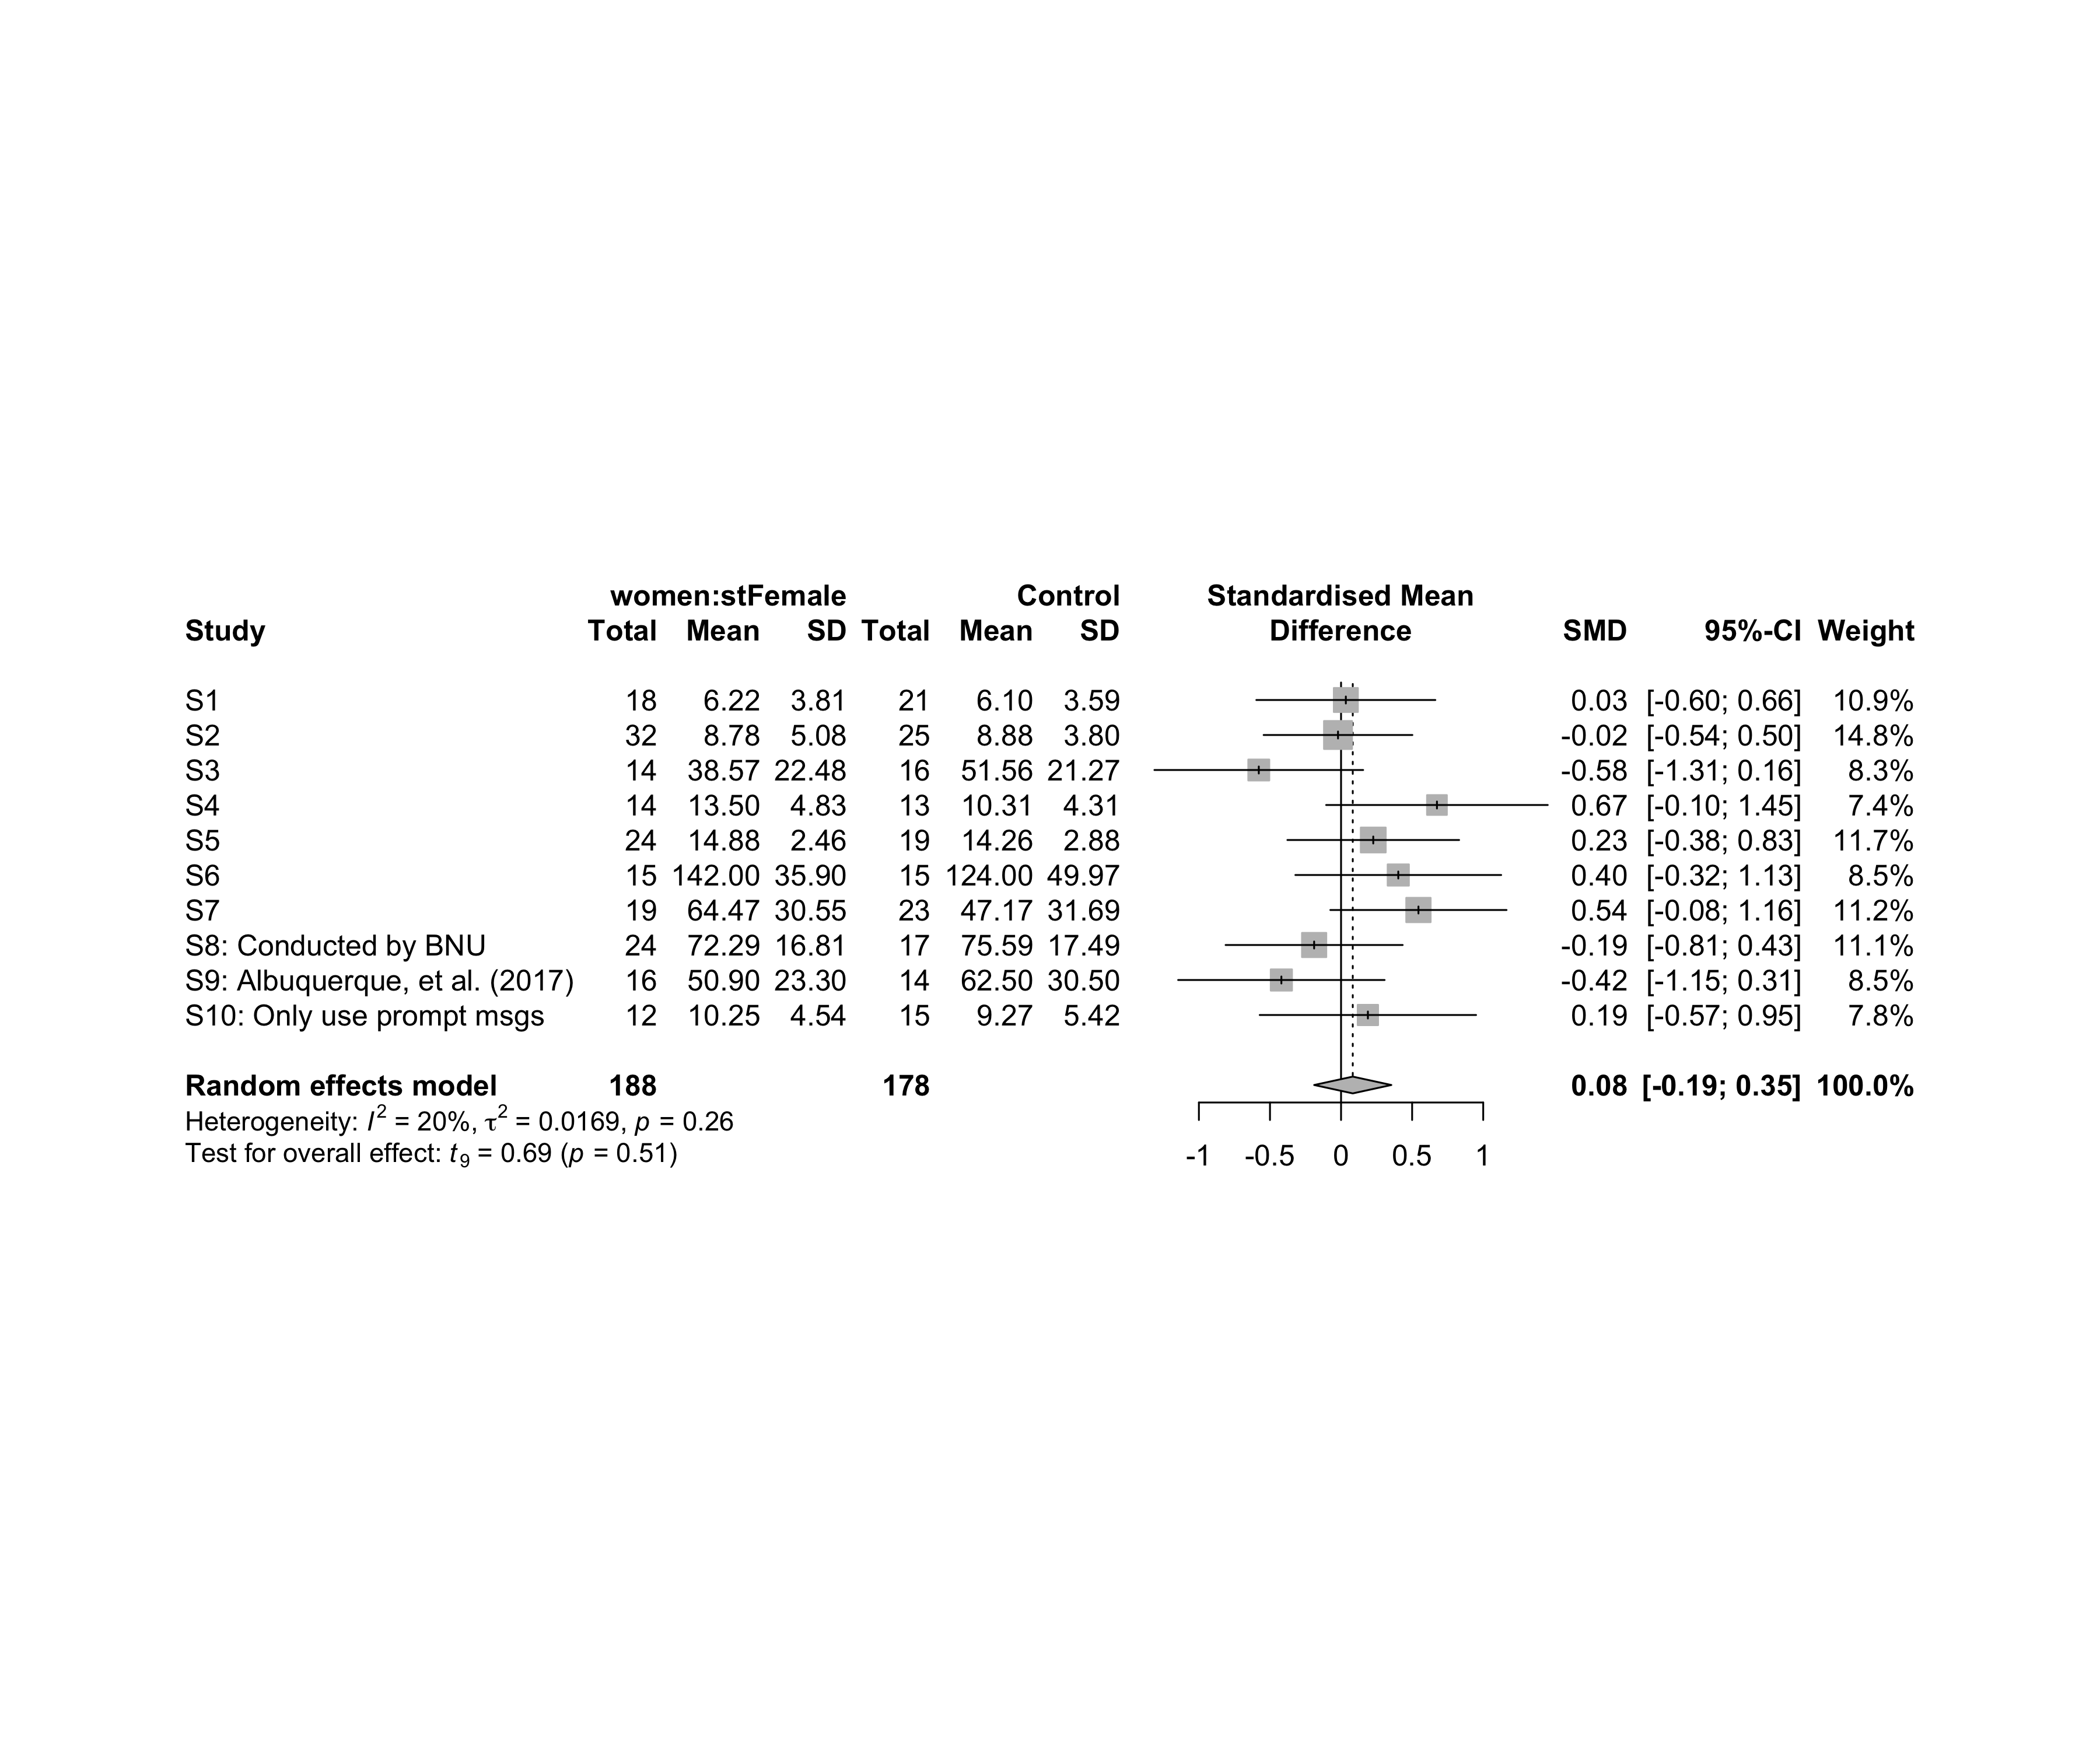 women:stFemale Control Standardised Mean
Study Total Mean SD Total Mean SD Difference SMD 95%-CI Weight
S1 18 6.22 3.81 21 6.10 3.59 0.03 [-0.60; 0.66] 10.9%
S2 32 8.78 5.08 25 8.88 3.80 -0.02 [-0.54; 0.50] 14.8%
S3 14 38.57 22.48 16 51.56 21.27 -0.58 [-1.31; 0.16] 8.3%
S4 14 13.50 4.83 13 10.31 4.31 0.67 [-0.10; 1.45] 7.4%
S5 24 14.88 2.46 19 14.26 2.88 0.23 [-0.38; 0.83] 11.7%
S6 15 142.00 35.90 15 124.00 49.97 0.40 [-0.32; 1.13] 8.5%
S7 19 64.47 30.55 23 47.17 31.69 0.54 [-0.08; 1.16] 11.2%
S8: Conducted by BNU 24 72.29 16.81 17 75.59 17.49 -0.19 [-0.81; 0.43] 11.1%
S9: Albuquerque, et al. (2017) 16 50.90 23.30 14 62.50 30.50 -0.42 [-1.15; 0.31] 8.5%
S10: Only use prompt msgs 12 10.25 4.54 15 9.27 5.42 0.19 [-0.57; 0.95] 7.8%
Random effects model 188 178 0.08 [-0.19; 0.35] 100.0%
Heterogeneity: I² = 20%, τ² = 0.0169, p = 0.26
Test for overall effect: t₉ = 0.69 (p = 0.51)
-1 -0.5 0 0.5 1